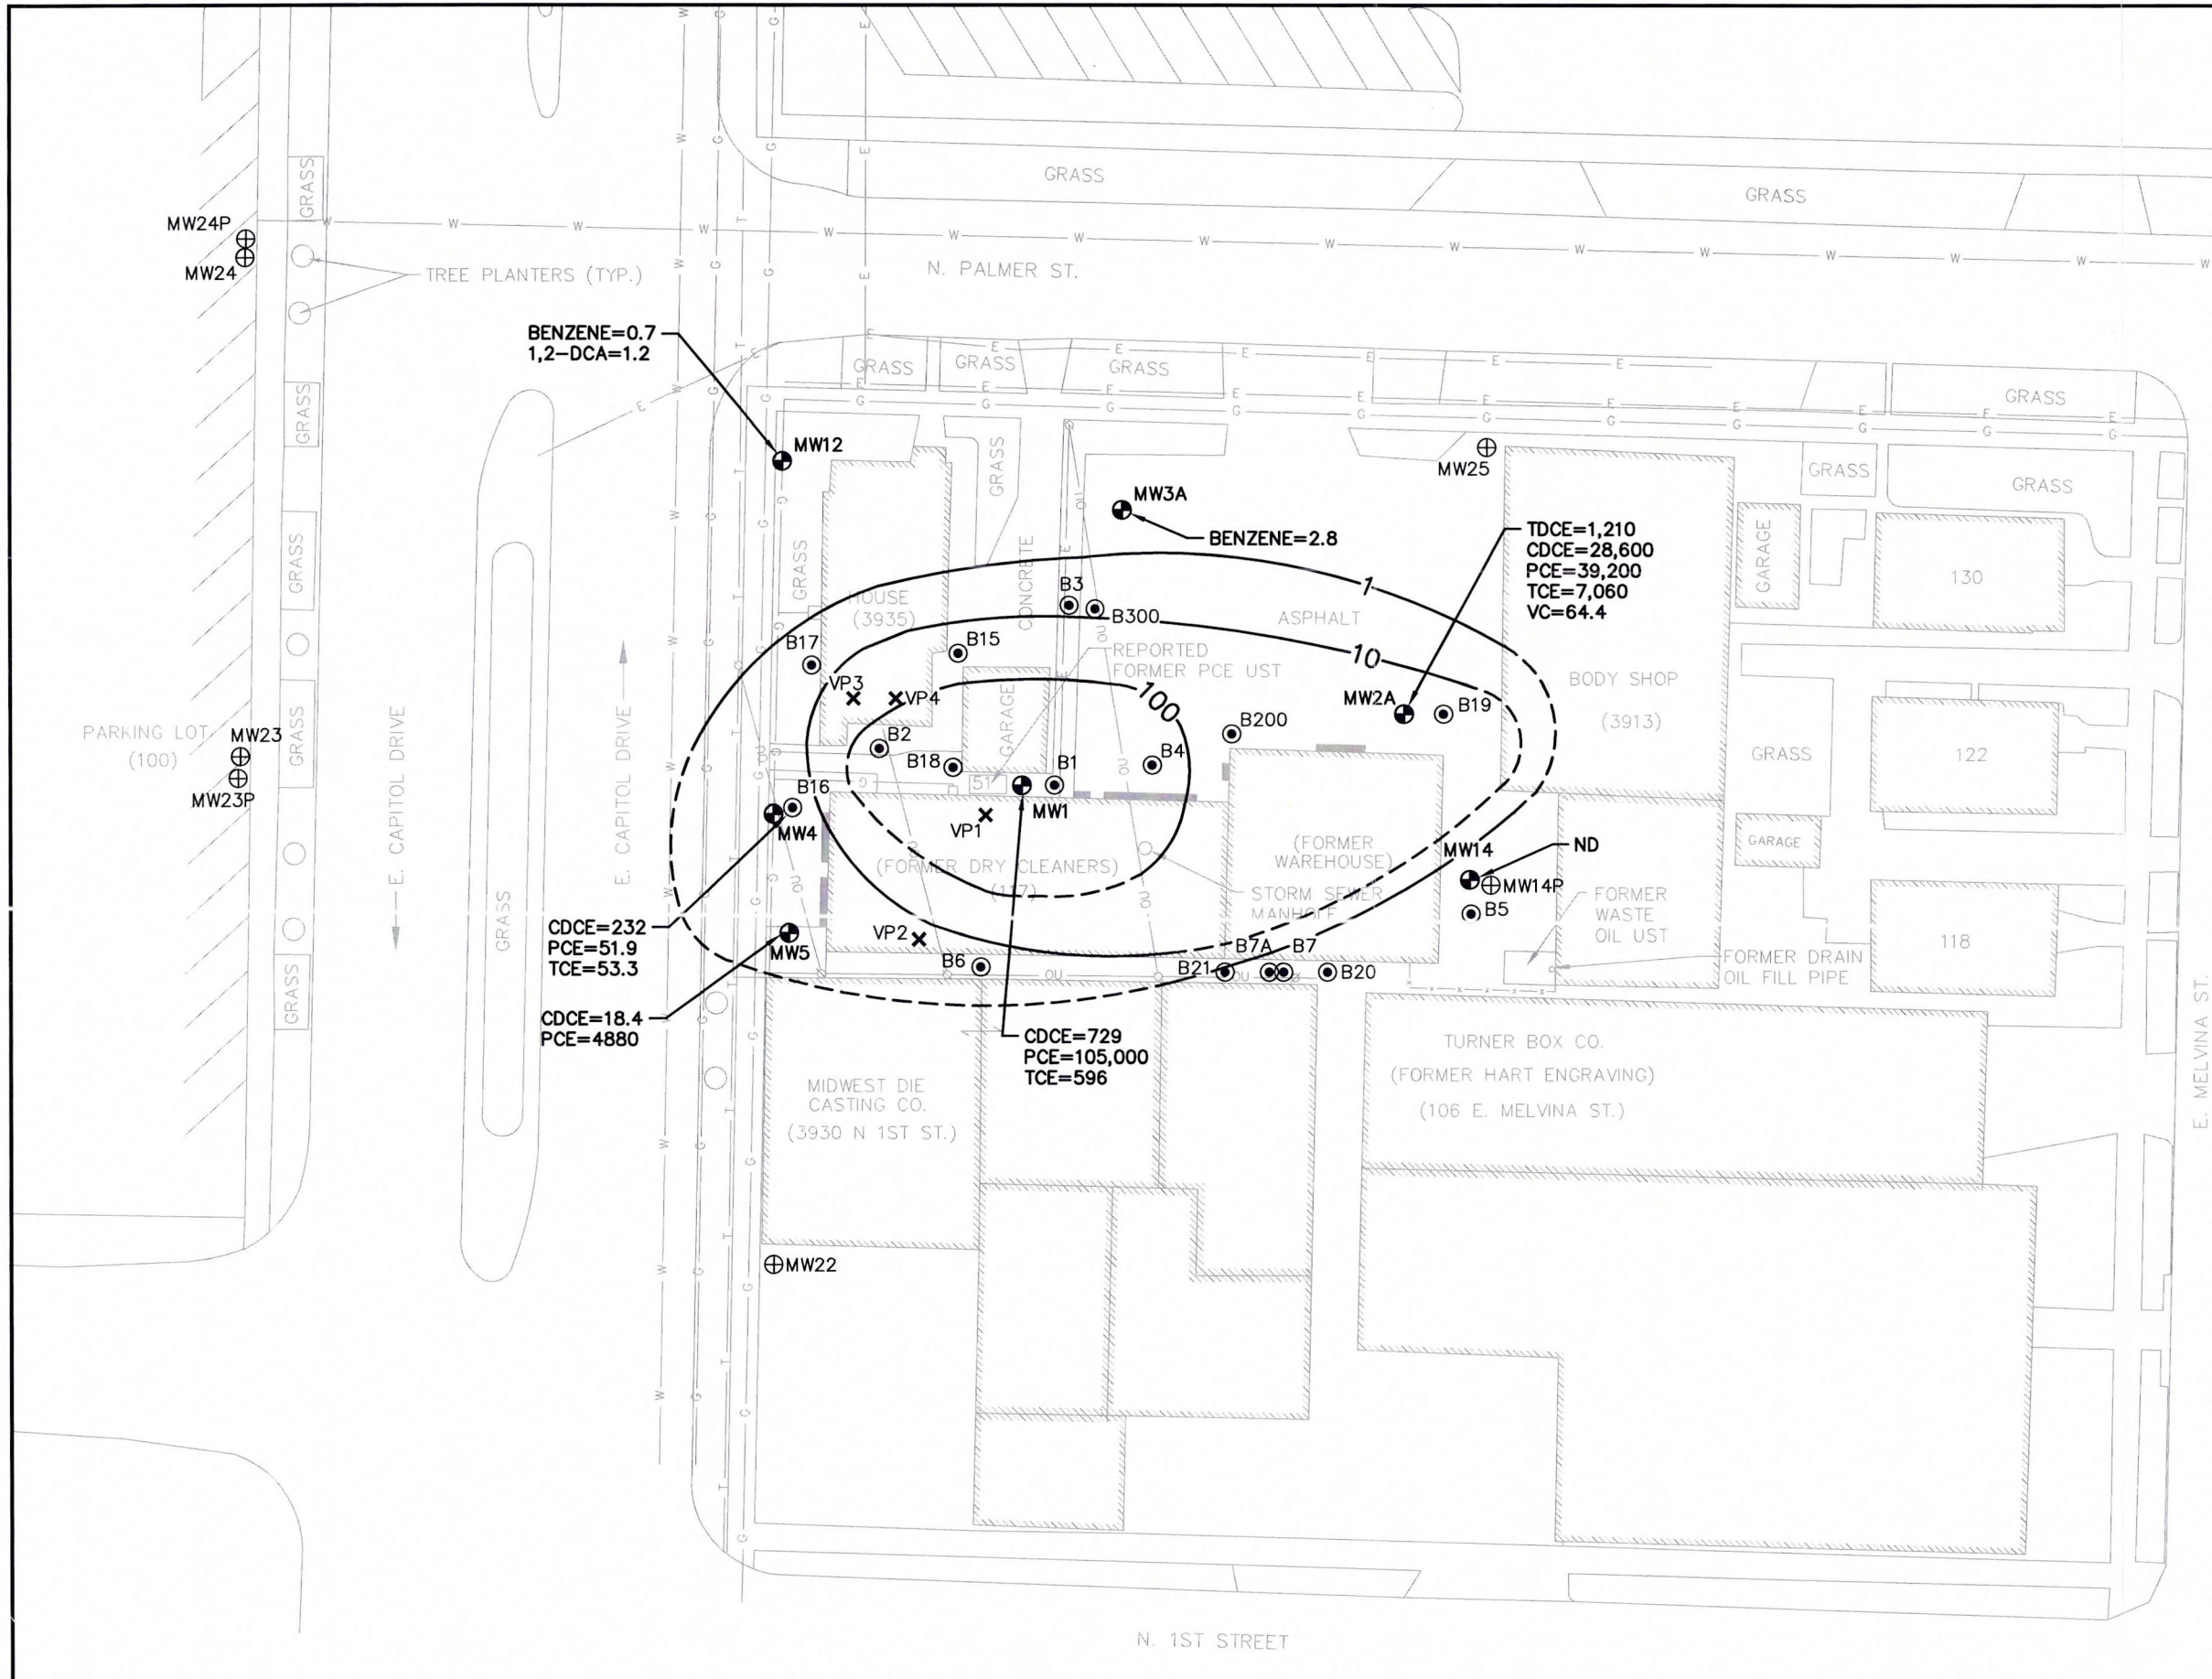 GRASS
GRASS
GRASS
MW24P
MW24
TREE PLANTERS (TYP.)
N. PALMER ST.
BENZENE=0.7
1,2-DCA=1.2
GRASS
GRASS
GRASS
GRASS
GRASS
MW12
GRASS
MW25
GRASS
GRASS
MW3A
BENZENE=2.8
TDCE=1,210
CDCE=28,600
PCE=39,200
TCE=7,060
VC=64.4
GRASS
GRASS
CONCRETE
GARAGE
130
1
B3
B300
ASPHALT
HOUSE
(3935)
B17
B15
REPORTED
FORMER PCE UST
10
VP3
VP4
100
GARAGE
MW2A
B19
BODY SHOP
(3913)
B200
B2
B18
B1
B4
51
MW1
PARKING LOT
(100)
MW23
MW23P
GRASS
E. CAPITOL DRIVE
E. CAPITOL DRIVE
GRASS
122
B16
MW4
VP1
(FORMER DRY CLEANERS)
(117)
(FORMER
WAREHOUSE)
MW14
ND
MW14P
GARAGE
STORM SEWER
MANHOLE
FORMER
WASTE
OIL UST
B5
GRASS
CDCE=232
PCE=51.9
TCE=53.3
MW5
VP2
B6
B7A
B7
B21
B20
FORMER DRAIN
OIL FILL PIPE
118
GRASS
CDCE=18.4
PCE=4880
CDCE=729
PCE=105,000
TCE=596
TURNER BOX CO.
(FORMER HART ENGRAVING)
(106 E. MELVINA ST.)
MIDWEST DIE
CASTING CO.
(3930 N 1ST ST.)
E. MELVINA ST.
MW22
N. 1ST STREET